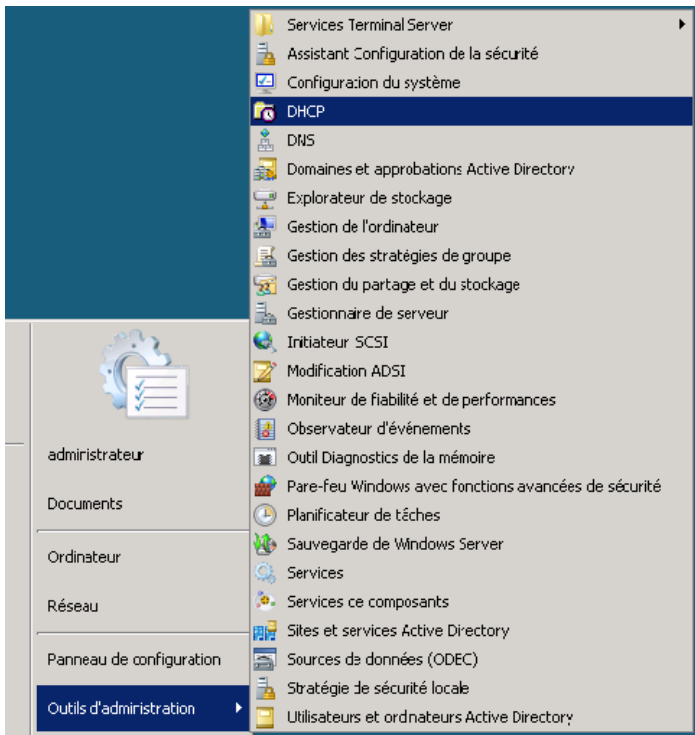 Services Terminal Server
Assistant Configuration de la sécurité
Configuration du système
DHCP
DNS
Domaines et approbations Active Directory
Explorateur de stockage
Gestion de l'ordinateur
Gestion des stratégies de groupe
Gestion du partage et du stockage
Gestionnaire de serveur
Initiateur SCSI
Modification ADSI
Moniteur de fiabilité et de performances
Observateur d'événements
Outil Diagnostics de la mémoire
Pare-feu Windows avec fonctions avancées de sécurité
Planificateur de tâches
Sauvegarde de Windows Server
Services
Services de composants
Sites et services Active Directory
Sources de données (ODBC)
Stratégie de sécurité locale
Utilisateurs et ordinateurs Active Directory
administrateur
Documents
Ordinateur
Réseau
Panneau de configuration
Outils d'administration